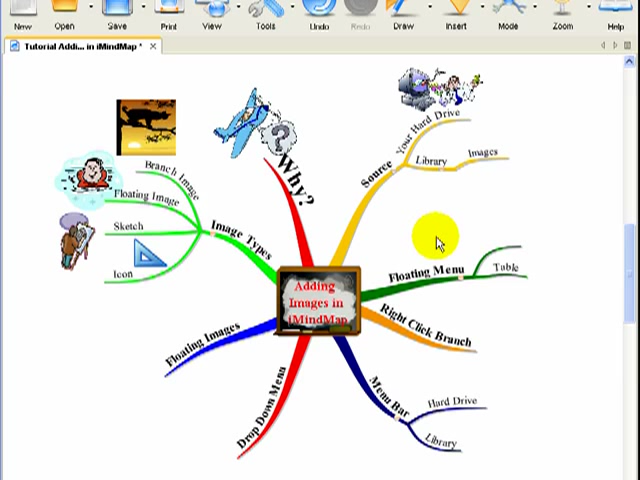 New Open Save Print View Tools Undo Redo Draw Insert Mode Zoom Help
Tutorial Addi... in iMindMap *
Why?
Source
Your Hard Drive
Library
Images
Image Types
Branch Image
Floating Image
Sketch
Icon
Adding
Images in
iMindMap
Floating Menu
Table
Right Click Branch
Menu Bar
Hard Drive
Library
Floating Images
Drop Down Menu
?